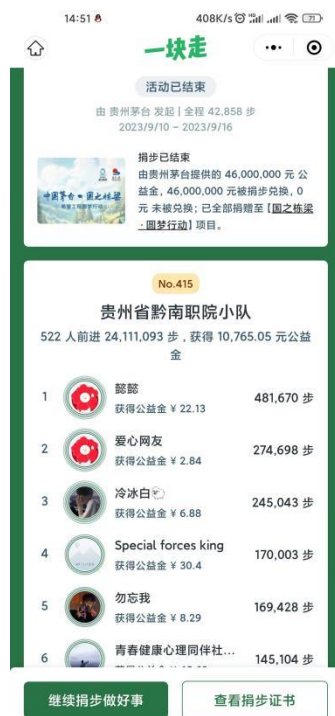 14:51
408K/s
71
一块走
活动已结束
由 贵州茅台 发起 | 全程 42,858 步
2023/9/10 – 2023/9/16
捐步已结束
由贵州茅台提供的 46,000,000 元 公
益金, 46,000,000 元被捐步兑换, 0
元 未被兑换; 已全部捐赠至【国之栋梁
·圆梦行动】项目。
中国茅台·国之栋梁
No.415
贵州省黔南职院小队
522 人前进 24,111,093 步 , 获得 10,765.05 元公益
金
1 懿懿 481,670 步
获得公益金 ¥ 22.13
2 爱心网友 274,698 步
获得公益金 ¥ 2.84
3 冷冰白 245,043 步
获得公益金 ¥ 6.88
4 Special forces king 170,003 步
获得公益金 ¥ 30.4
5 勿忘我 169,428 步
获得公益金 ¥ 8.29
6 青春健康心理同伴社... 145,104 步
继续捐步做好事
查看捐步证书